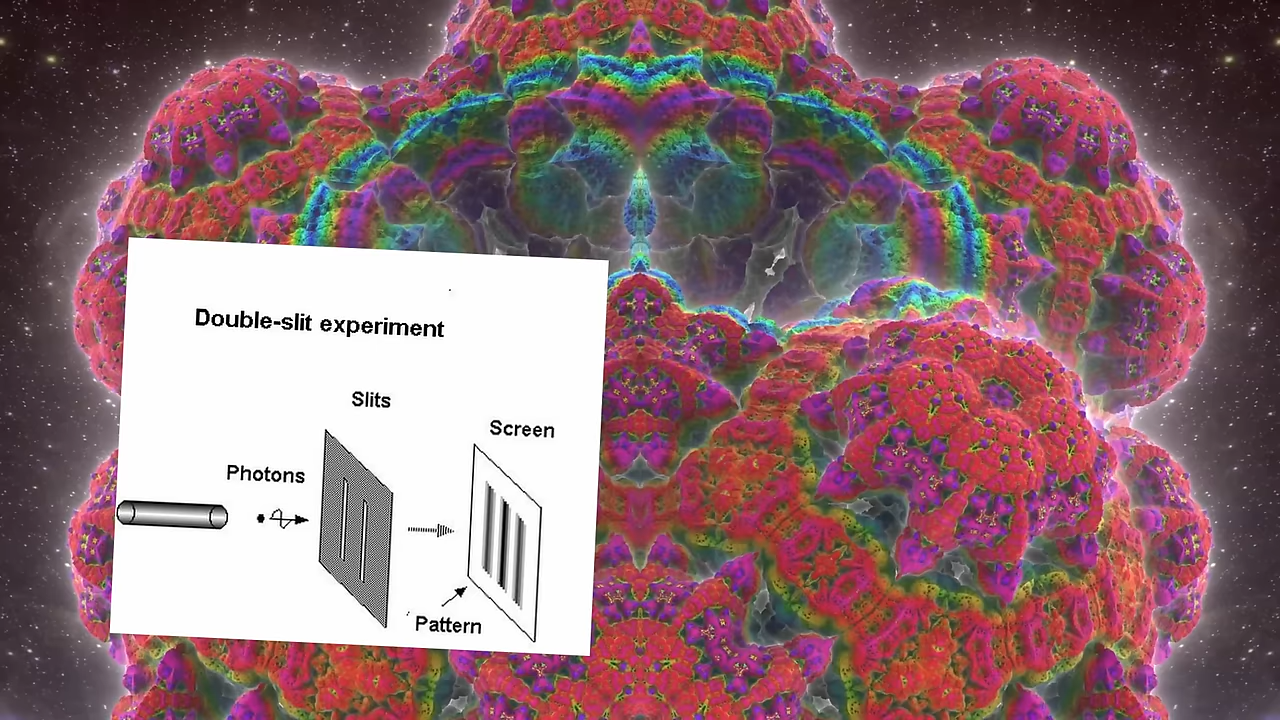 Double-slit experiment
Slits
Screen
Photons
Pattern